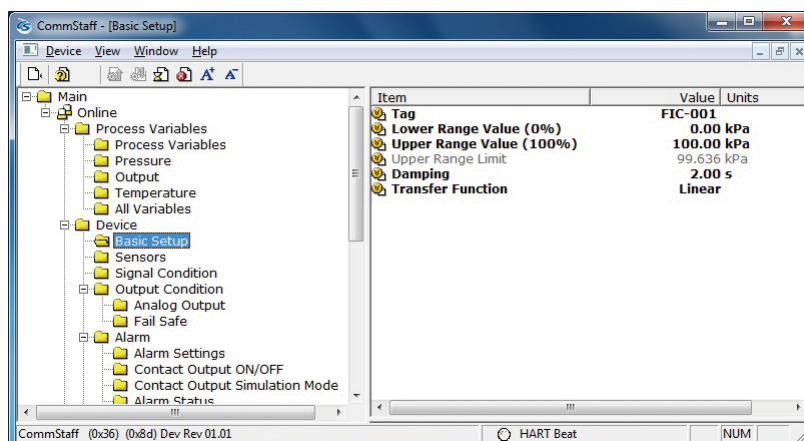 CommStaff - [Basic Setup]
Device View Window Help
Main
Online
Process Variables
Process Variables
Pressure
Output
Temperature
All Variables
Device
Basic Setup
Sensors
Signal Condition
Output Condition
Analog Output
Fail Safe
Alarm
Alarm Settings
Contact Output ON/OFF
Contact Output Simulation Mode
Alarm Status
Item Value Units
Tag FIC-001
Lower Range Value (0%) 0.00 kPa
Upper Range Value (100%) 100.00 kPa
Upper Range Limit 99.636 kPa
Damping 2.00 s
Transfer Function Linear
CommStaff (0x36) (0x8d) Dev Rev 01.01 HART Beat NUM